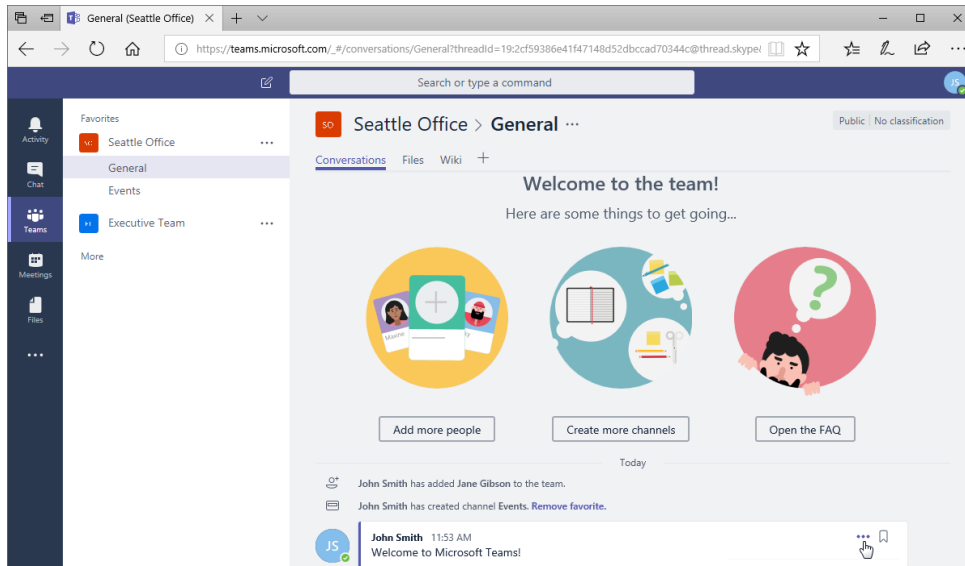 General (Seattle Office)
https://teams.microsoft.com/_#/conversations/General?threadId=19:2cf59386e41f47148d52dbccad70344c@thread.skype
Search or type a command
JS
Activity
Chat
Teams
Meetings
Files
Favorites
Seattle Office
General
Events
Executive Team
More
SO
Seattle Office > General
Public | No classification
Conversations Files Wiki
Welcome to the team!
Here are some things to get going...
Maxine
Add more people
Create more channels
Open the FAQ
Today
John Smith has added Jane Gibson to the team.
John Smith has created channel Events. Remove favorite.
JS
John Smith 11:53 AM
Welcome to Microsoft Teams!